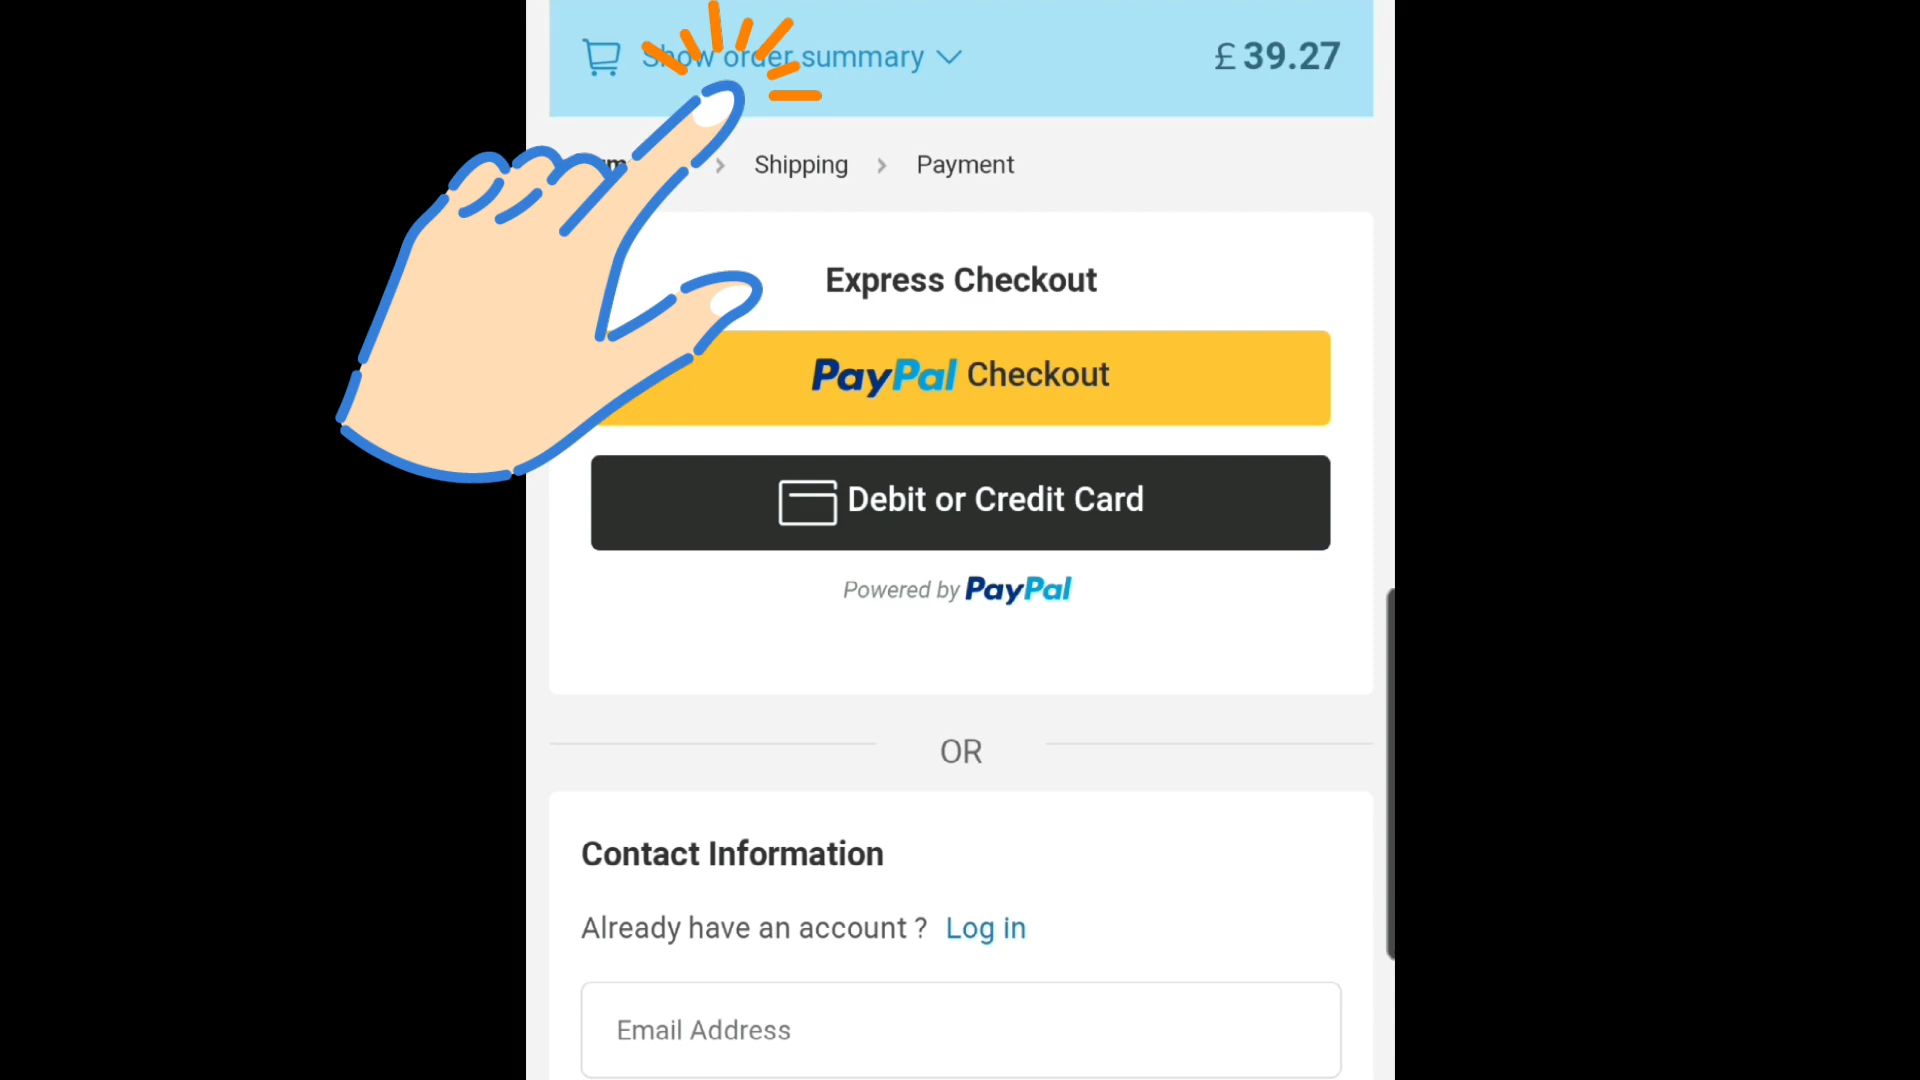 Show order summary £ 39.27
Shipping Payment
Express Checkout
PayPal Checkout
Debit or Credit Card
Powered by PayPal
OR
Contact Information
Already have an account ? Log in
Email Address